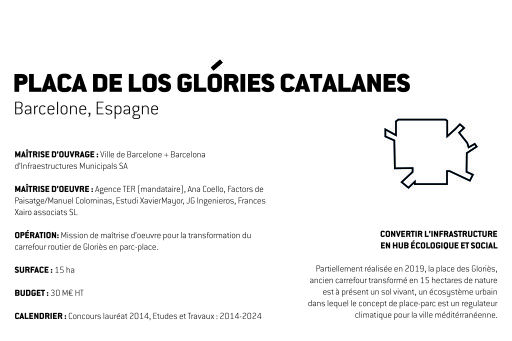 PLACA DE LOS GLÓRIES CATALANES
Barcelone, Espagne
MAÎTRISE D'OUVRAGE : Ville de Barcelone + Barcelona
d'Infraestructures Municipals SA
MAÎTRISE D'OEUVRE : Agence TER (mandataire), Ana Coello, Factors de
Paisatge/Manuel Colominas, Estudi XavierMayor, JG Ingenieros, Frances
Xairo associats SL
OPÉRATION: Mission de maîtrise d'oeuvre pour la transformation du
carrefour routier de Gloriès en parc-place.
SURFACE : 15 ha
BUDGET : 30 M€ HT
CALENDRIER : Concours lauréat 2014, Etudes et Travaux : 2014-2024
CONVERTIR L'INFRASTRUCTURE
EN HUB ÉCOLOGIQUE ET SOCIAL
Partiellement réalisée en 2019, la place des Gloriès,
ancien carrefour transformé en 15 hectares de nature
est à présent un sol vivant, un écosystème urbain
dans lequel le concept de place-parc est un regulateur
climatique pour la ville méditérranéenne.